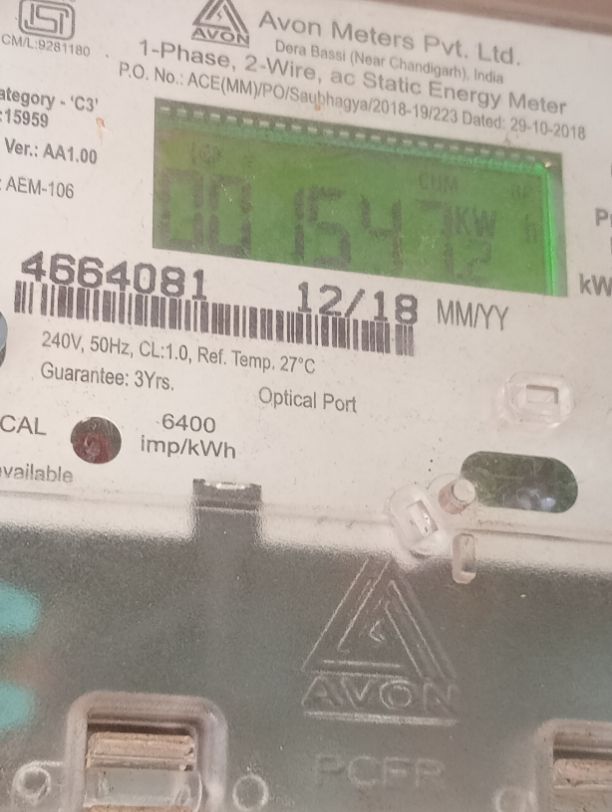 CM/L:9281180
AVON
Avon Meters Pvt. Ltd.
Dera Bassi (Near Chandigarh), India
1-Phase, 2-Wire, ac Static Energy Meter
P.O. No.: ACE(MM)/PO/Saubhagya/2018-19/223 Dated: 29-10-2018
ategory - 'C3'
:15959
Ver.: AA1.00
: AEM-106
CUM
001547
KW h
L2
kW
4664081 12/18 MM/YY
240V, 50Hz, CL:1.0, Ref. Temp. 27°C
Guarantee: 3Yrs.
Optical Port
CAL
6400
imp/kWh
vailable
AVON